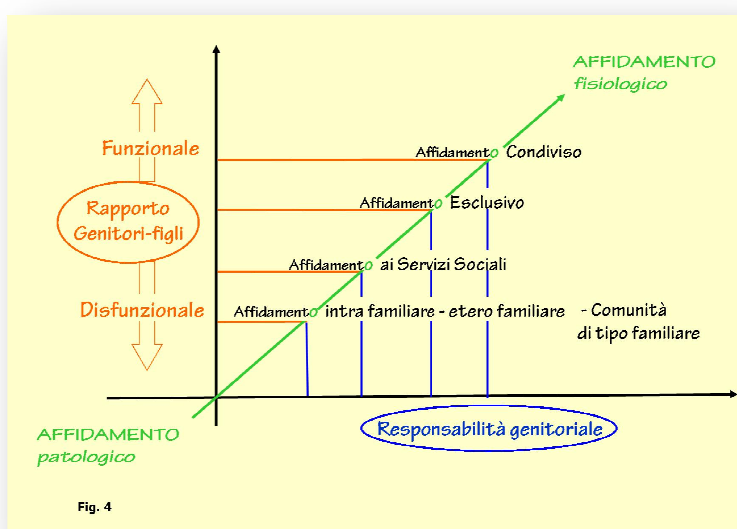 AFFIDAMENTO
fisiologico
Funzionale
Affidamento Condiviso
Rapporto
Genitori-figli
Affidamento Esclusivo
Affidamento ai Servizi Sociali
Disfunzionale
Affidamento intra familiare - etero familiare - Comunità
di tipo familiare
AFFIDAMENTO
patologico
Responsabilità genitoriale
Fig. 4